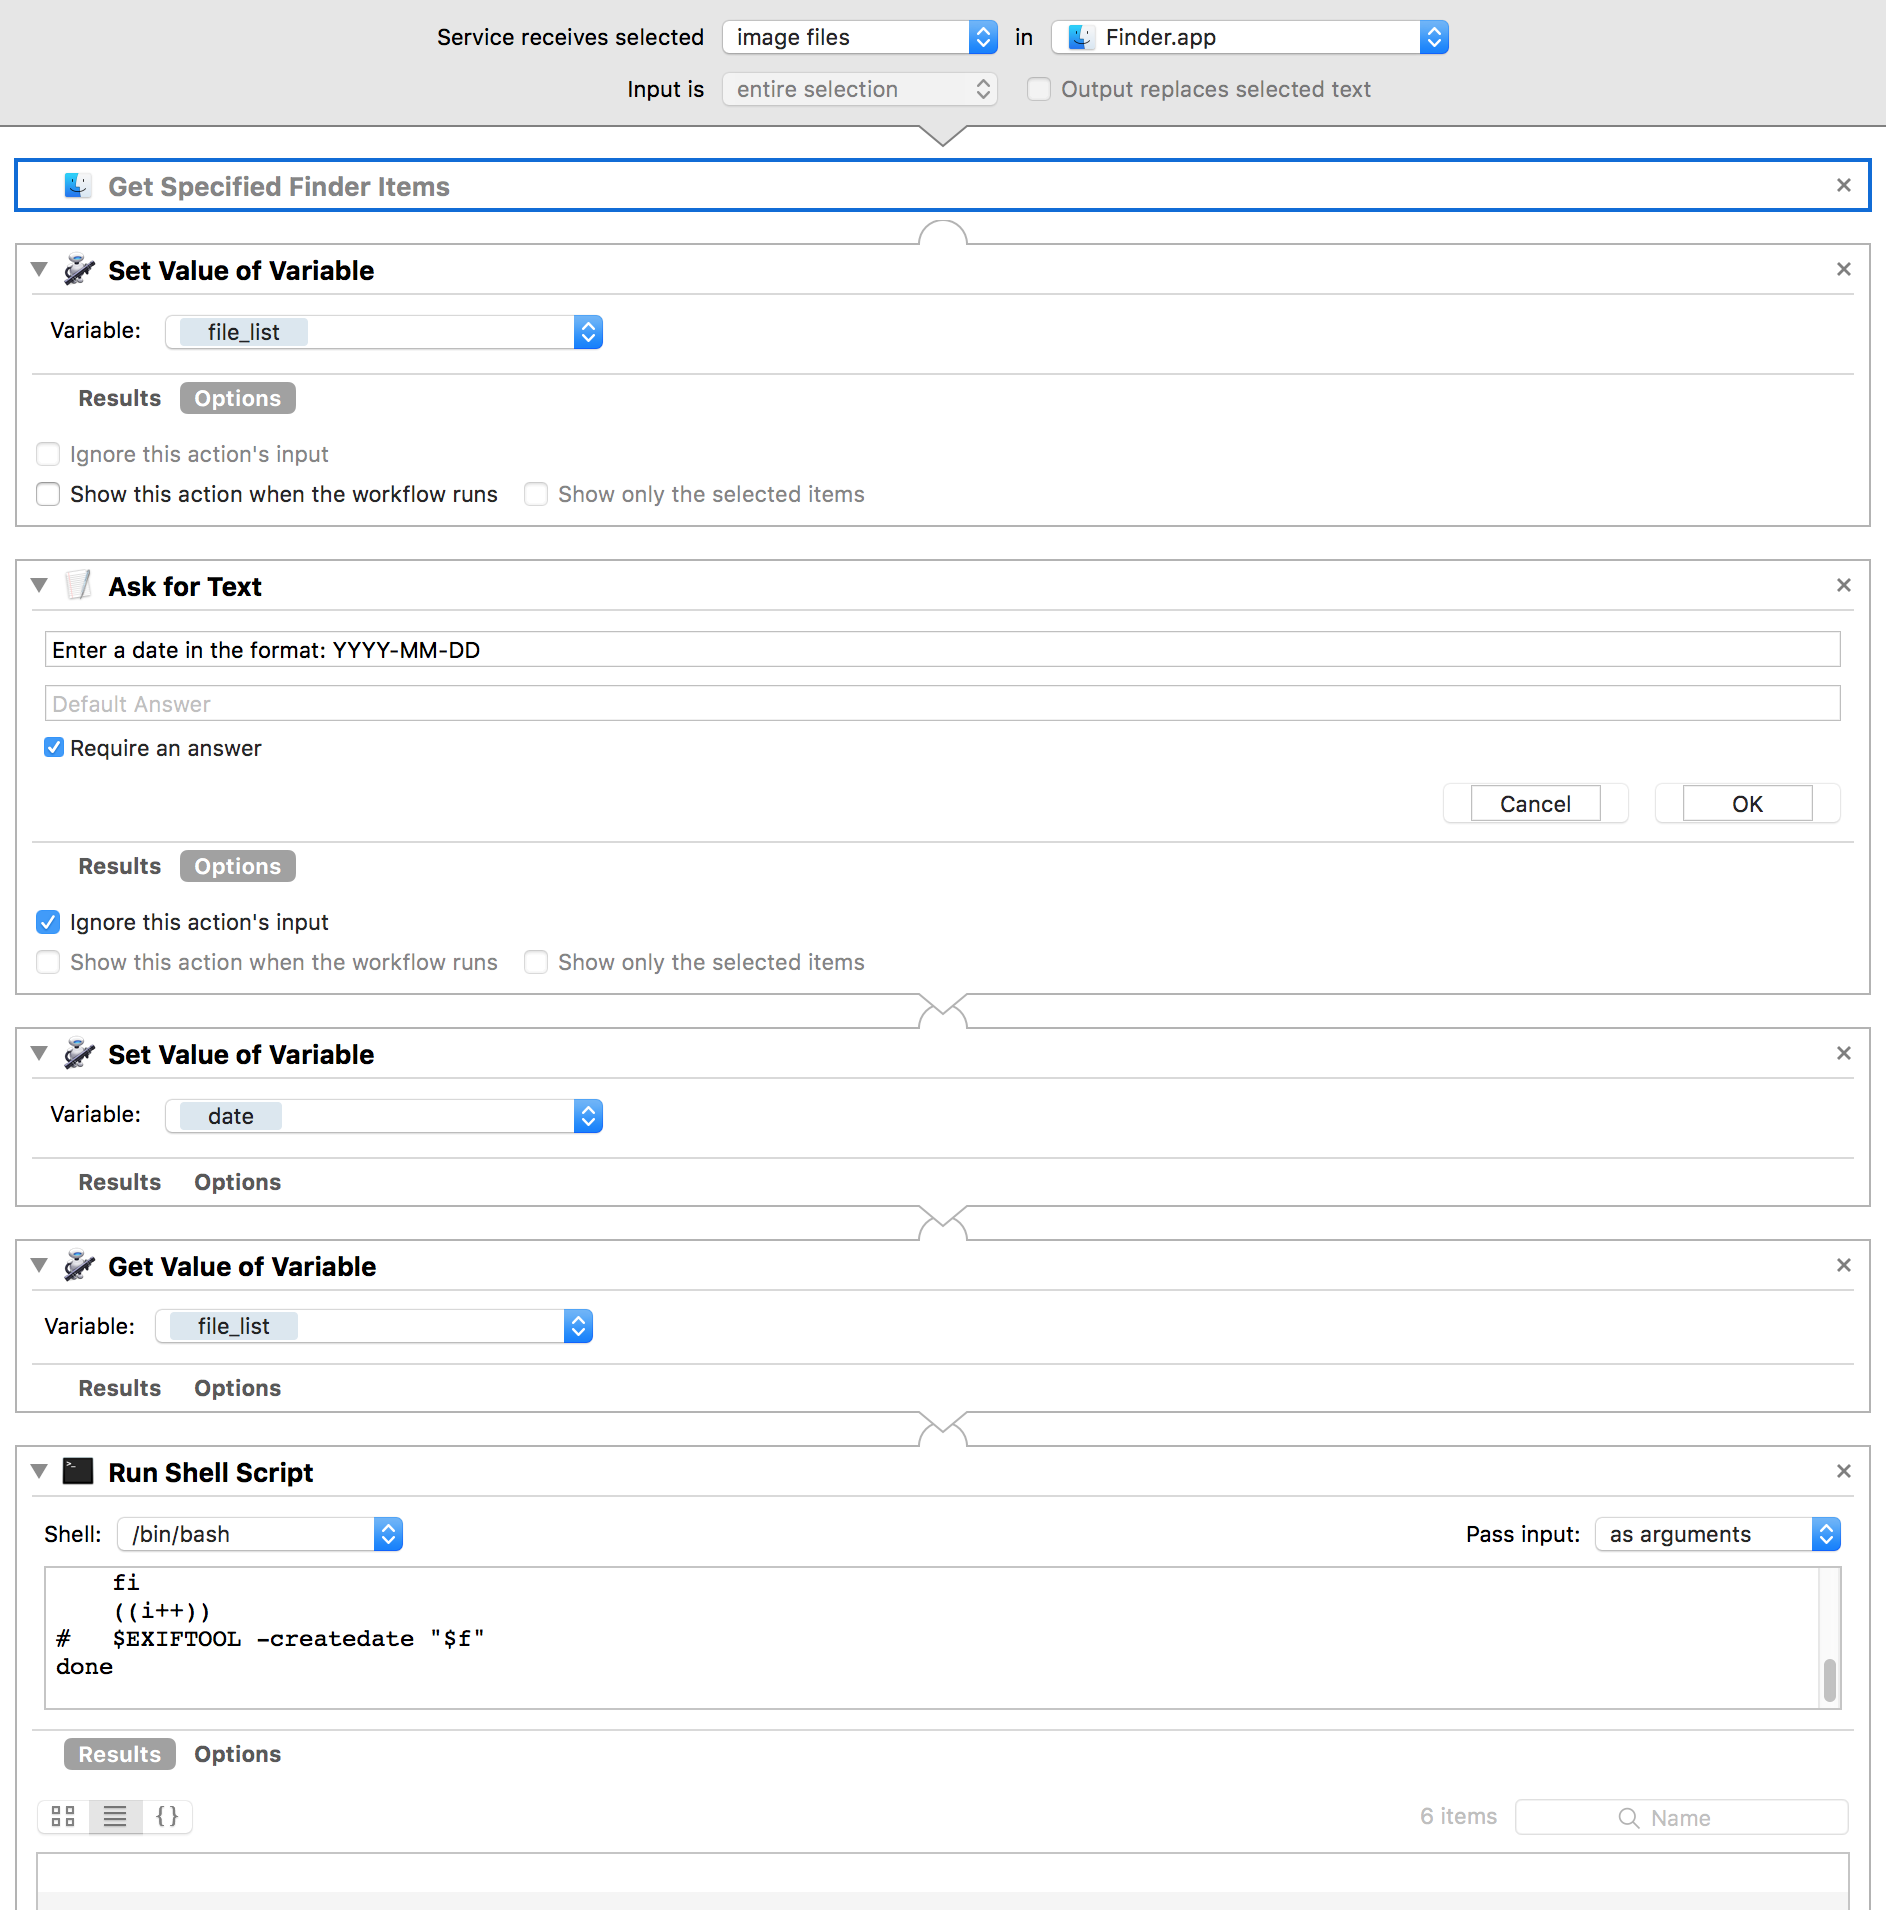 Service receives selected image files in Finder.app
Input is entire selection Output replaces selected text
Get Specified Finder Items
Set Value of Variable
Variable: file_list
Results Options
Ignore this action's input
Show this action when the workflow runs Show only the selected items
Ask for Text
Enter a date in the format: YYYY-MM-DD
Default Answer
Require an answer
Cancel OK
Results Options
Ignore this action's input
Show this action when the workflow runs Show only the selected items
Set Value of Variable
Variable: date
Results Options
Get Value of Variable
Variable: file_list
Results Options
Run Shell Script
Shell: /bin/bash Pass input: as arguments
fi
((i++))
# $EXIFTOOL -createdate "$f"
done
Results Options
{} 6 items Name